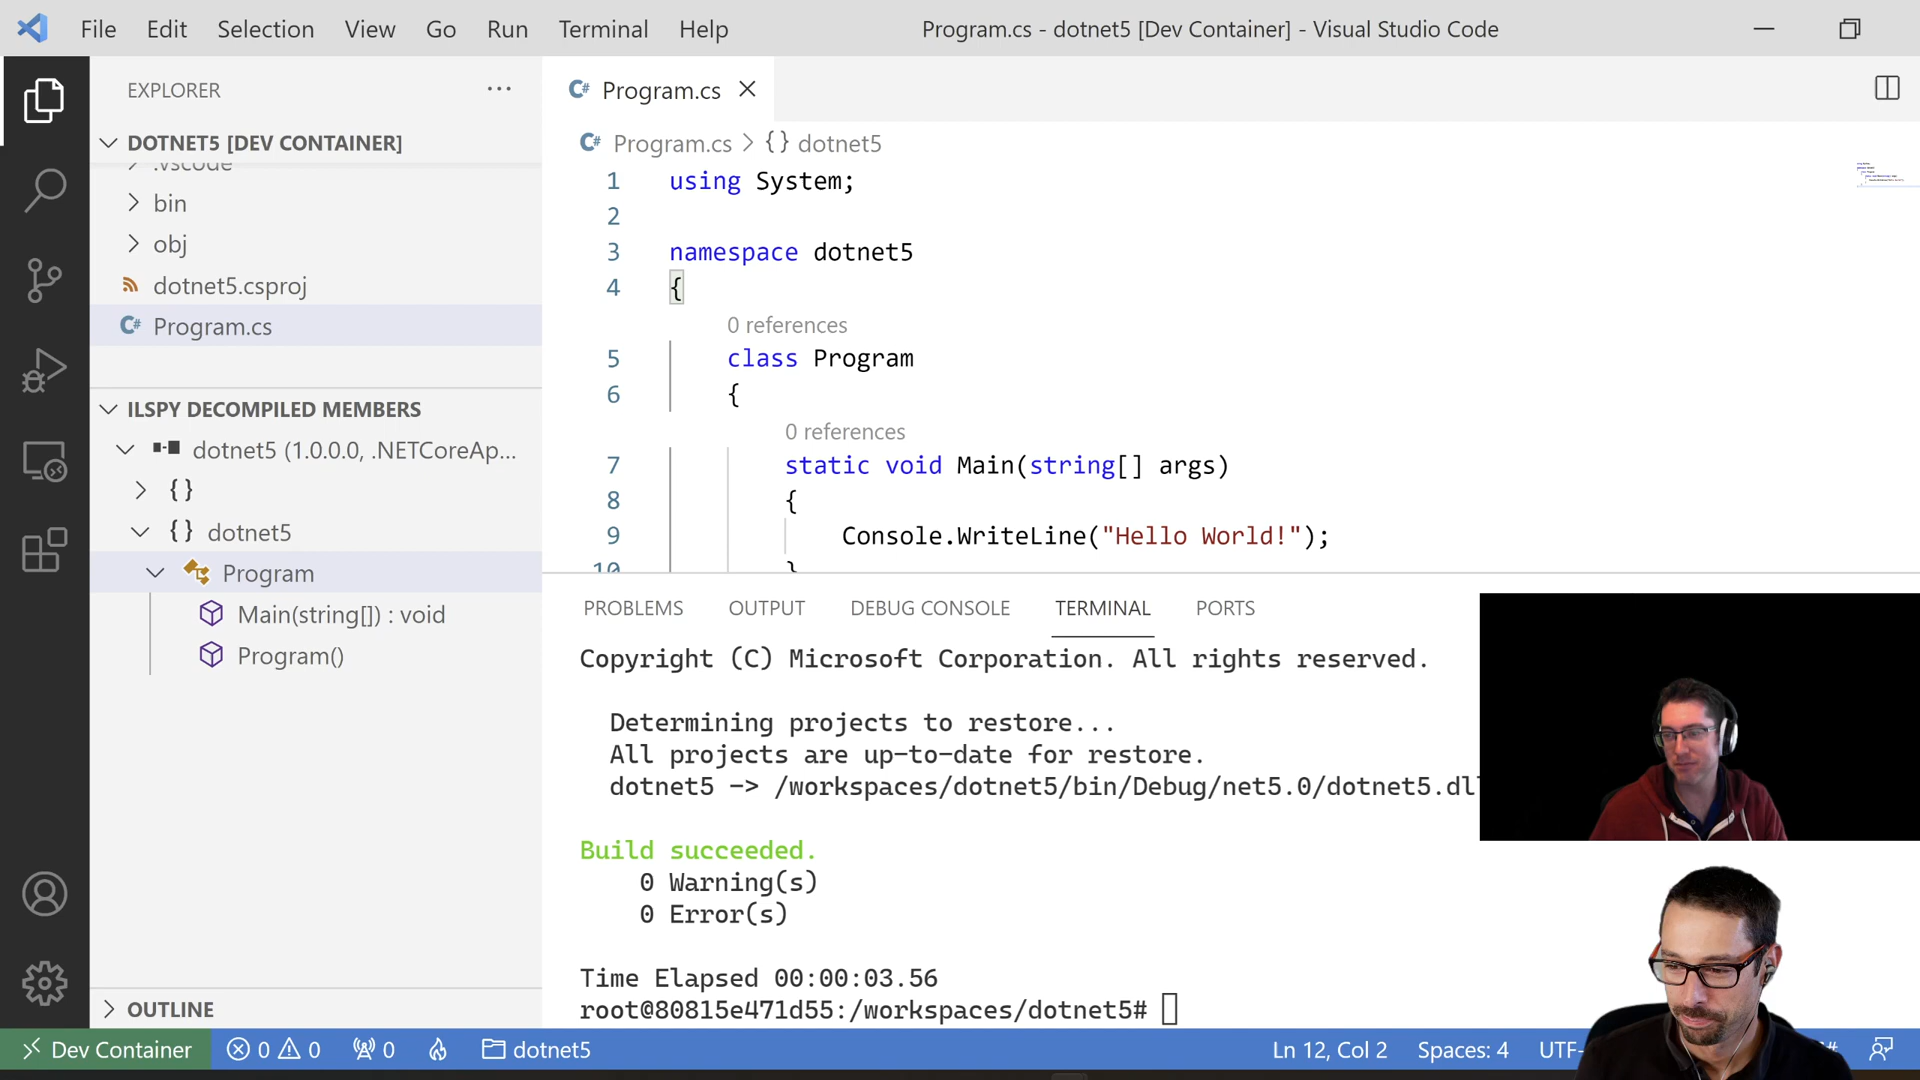 File Edit Selection View Go Run Terminal Help Program.cs - dotnet5 [Dev Container] - Visual Studio Code
EXPLORER ···
DOTNET5 [DEV CONTAINER]
.vscode
bin
obj
dotnet5.csproj
C# Program.cs
ILSPY DECOMPILED MEMBERS
dotnet5 (1.0.0.0, .NETCoreAp...
{}
{} dotnet5
Program
Main(string[]) : void
Program()
OUTLINE
C# Program.cs
C# Program.cs > {} dotnet5
1 using System;
2
3 namespace dotnet5
4 {
0 references
5 class Program
6 {
0 references
7 static void Main(string[] args)
8 {
9 Console.WriteLine("Hello World!");
10 }
PROBLEMS OUTPUT DEBUG CONSOLE TERMINAL PORTS
Copyright (C) Microsoft Corporation. All rights reserved.
Determining projects to restore...
All projects are up-to-date for restore.
dotnet5 -> /workspaces/dotnet5/bin/Debug/net5.0/dotnet5.dl
Build succeeded.
0 Warning(s)
0 Error(s)
Time Elapsed 00:00:03.56
root@80815e471d55:/workspaces/dotnet5#
Dev Container 0 0 0 dotnet5 Ln 12, Col 2 Spaces: 4 UTF-